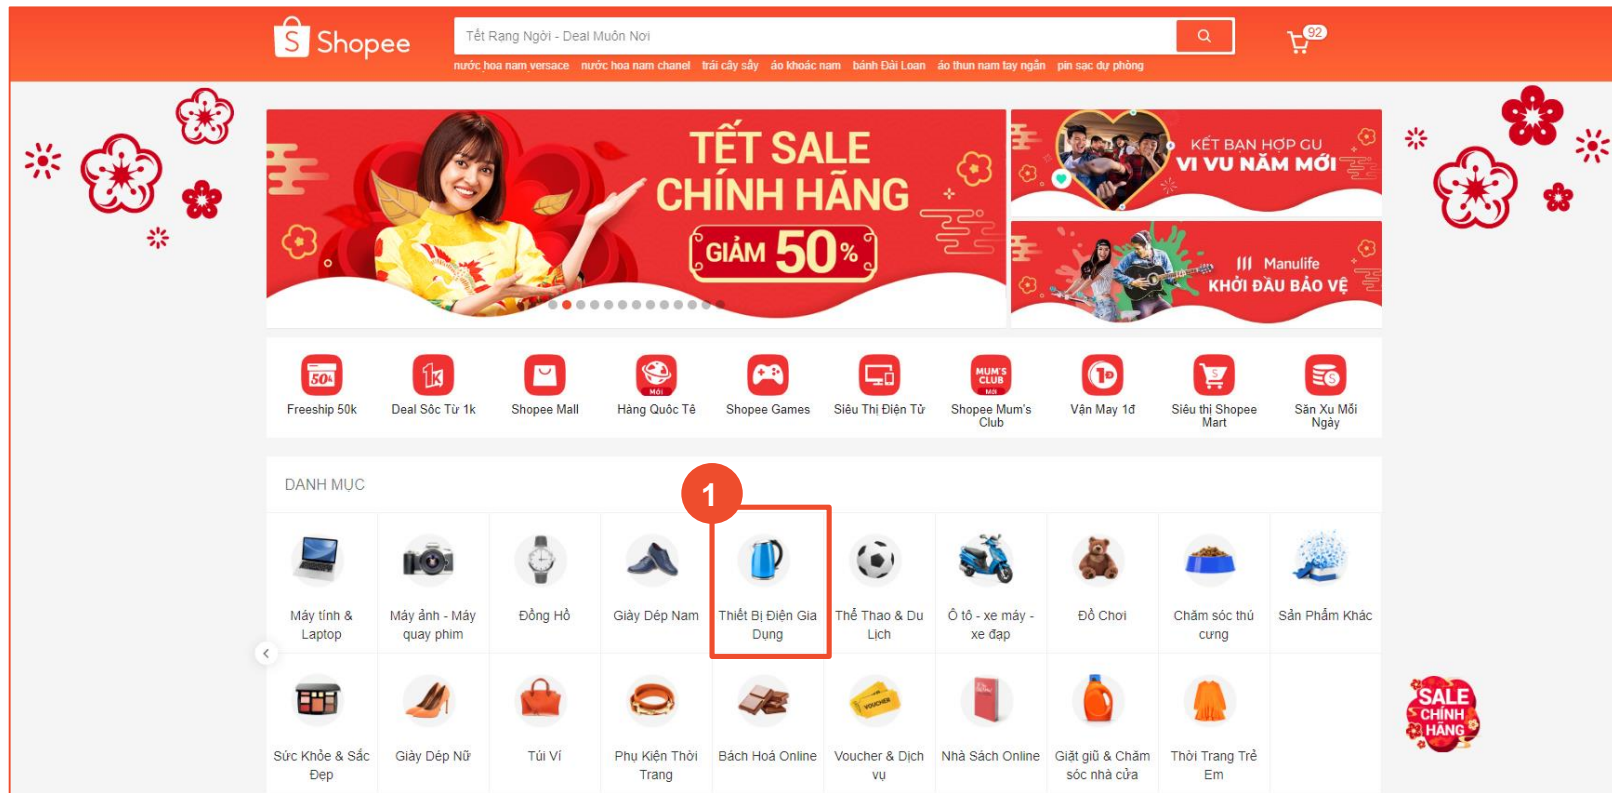 Shopee
Tết Rạng Ngời - Deal Muôn Nơi
92
nước hoa nam versace nước hoa nam chanel trái cây sấy áo khoác nam bánh Đài Loan áo thun nam tay ngắn pin sạc dự phòng
TẾT SALE
CHÍNH HÃNG
GIẢM 50%
KẾT BẠN HỢP GU
VI VU NĂM MỚI
Manulife
KHỞI ĐẦU BẢO VỆ
50k
1K
Mới
MUM'S
CLUB
Mới
Freeship 50k
Deal Sốc Từ 1k
Shopee Mall
Hàng Quốc Tế
Shopee Games
Siêu Thị Điện Tử
Shopee Mum's
Club
Vận May 1đ
Siêu thị Shopee
Mart
Săn Xu Mỗi
Ngày
DANH MỤC
1
Máy tính &
Laptop
Máy ảnh - Máy
quay phim
Đồng Hồ
Giày Dép Nam
Thiết Bị Điện Gia
Dụng
Thể Thao & Du
Lịch
Ô tô - xe máy -
xe đạp
Đồ Chơi
Chăm sóc thú
cưng
Sản Phẩm Khác
VOUCHER
Sức Khỏe & Sắc
Đẹp
Giày Dép Nữ
Túi Ví
Phụ Kiện Thời
Trang
Bách Hoá Online
Voucher & Dịch
vụ
Nhà Sách Online
Giặt giũ & Chăm
sóc nhà cửa
Thời Trang Trẻ
Em
SALE
CHÍNH
HÃNG